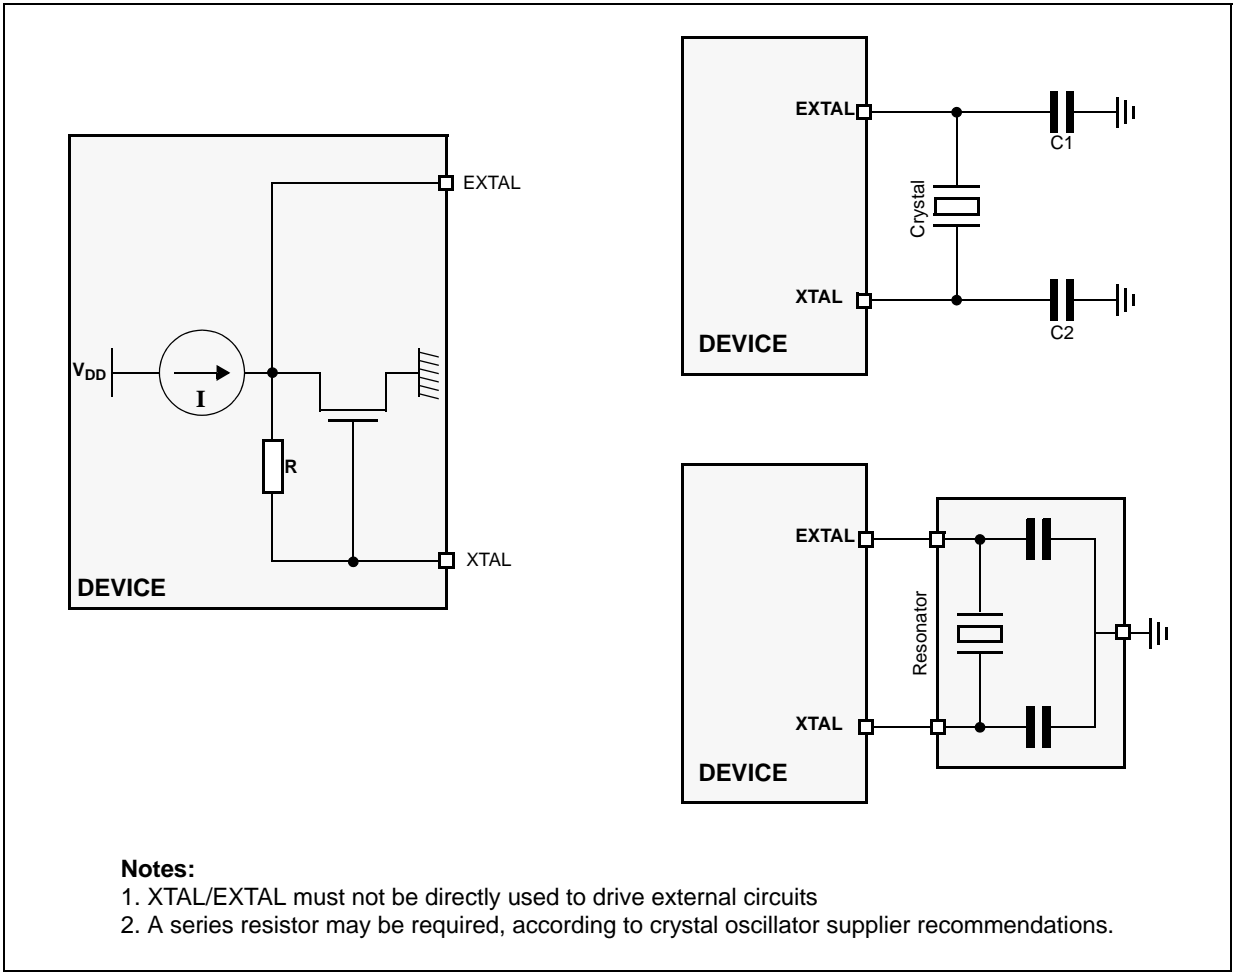 EXTAL
VDD
I
R
XTAL
DEVICE
EXTAL
C1
Crystal
XTAL
C2
DEVICE
EXTAL
Resonator
XTAL
DEVICE
Notes:
1. XTAL/EXTAL must not be directly used to drive external circuits
2. A series resistor may be required, according to crystal oscillator supplier recommendations.